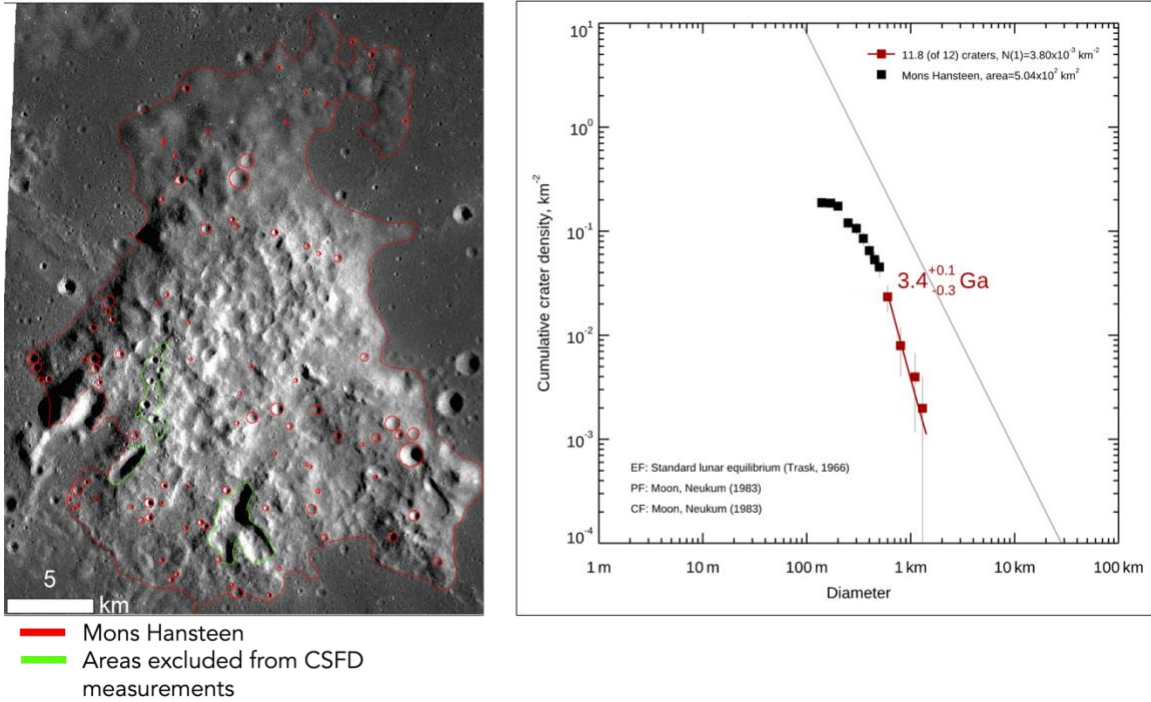 5
km
Mons Hansteen
Areas excluded from CSFD
measurements
10¹
10⁰
10⁻¹
10⁻²
10⁻³
10⁻⁴
Cumulative crater density, km⁻²
11.8 (of 12) craters, N(1)=3.80x10⁻³ km⁻²
Mons Hansteen, area=5.04x10² km²
3.4 +0.1 -0.3 Ga
EF: Standard lunar equilibrium (Trask, 1966)
PF: Moon, Neukum (1983)
CF: Moon, Neukum (1983)
1 m 10 m 100 m 1 km 10 km 100 km
Diameter